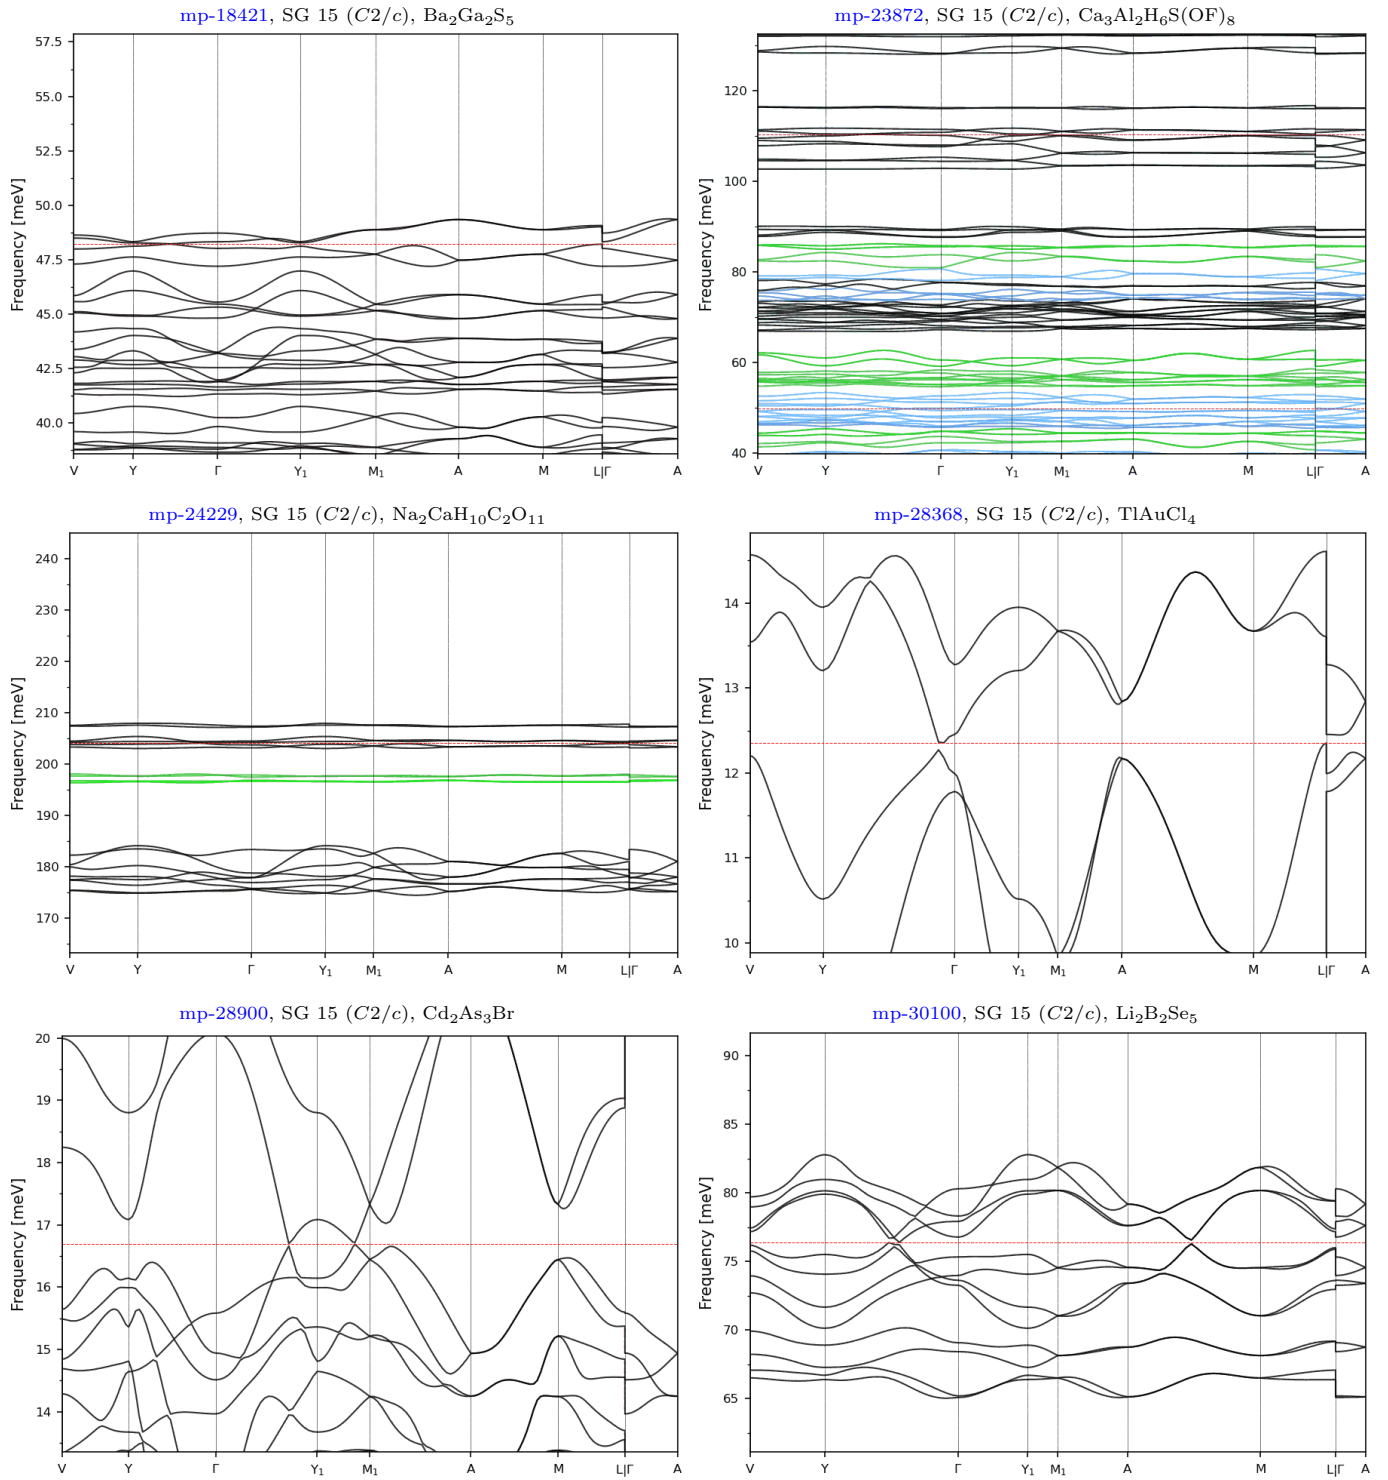 mp-18421, SG 15 (C2/c), Ba₂Ga₂S₅
Frequency [meV]
57.5
55.0
52.5
50.0
47.5
45.0
42.5
40.0
V Y Γ Y₁ M₁ A M L|Γ A
mp-23872, SG 15 (C2/c), Ca₃Al₂H₆S(OF)₈
Frequency [meV]
120
100
80
60
40
V Y Γ Y₁ M₁ A M L|Γ A
mp-24229, SG 15 (C2/c), Na₂CaH₁₀C₂O₁₁
Frequency [meV]
240
230
220
210
200
190
180
170
V Y Γ Y₁ M₁ A M L|Γ A
mp-28368, SG 15 (C2/c), TlAuCl₄
Frequency [meV]
14
13
12
11
10
V Y Γ Y₁ M₁ A M L|Γ A
mp-28900, SG 15 (C2/c), Cd₂As₃Br
Frequency [meV]
20
19
18
17
16
15
14
V Y Γ Y₁ M₁ A M L|Γ A
mp-30100, SG 15 (C2/c), Li₂B₂Se₅
Frequency [meV]
90
85
80
75
70
65
V Y Γ Y₁ M₁ A M L|Γ A